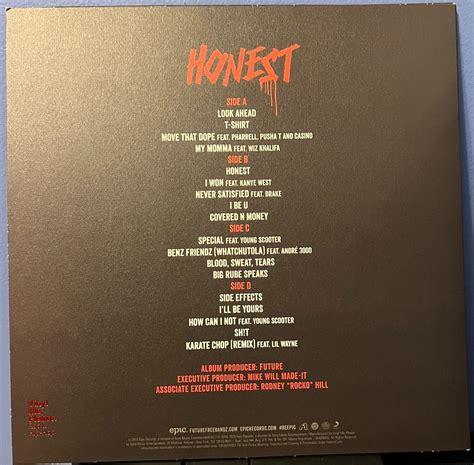 HONEST
SIDE A
LOOK AHEAD
T-SHIRT
MOVE THAT DOPE FEAT. PHARRELL, PUSHA T AND CASINO
MY MOMMA FEAT. WIZ KHALIFA
SIDE B
HONEST
I WON FEAT. KANYE WEST
NEVER SATISFIED FEAT. DRAKE
I BE U
COVERED N MONEY
SIDE C
SPECIAL FEAT. YOUNG SCOOTER
BENZ FRIENDZ (WHATCHUTOLA) FEAT. ANDRÉ 3000
BLOOD, SWEAT, TEARS
BIG RUBE SPEAKS
SIDE D
SIDE EFFECTS
I'LL BE YOURS
HOW CAN I NOT FEAT. YOUNG SCOOTER
SH!T
KARATE CHOP (REMIX) FEAT. LIL WAYNE
ALBUM PRODUCER: FUTURE
EXECUTIVE PRODUCER: MIKE WILL MADE-IT
ASSOCIATE EXECUTIVE PRODUCER: RODNEY "ROCKO" HILL
epic. FUTUREFREEBANDZ.COM EPICRECORDS.COM #BEEPIC